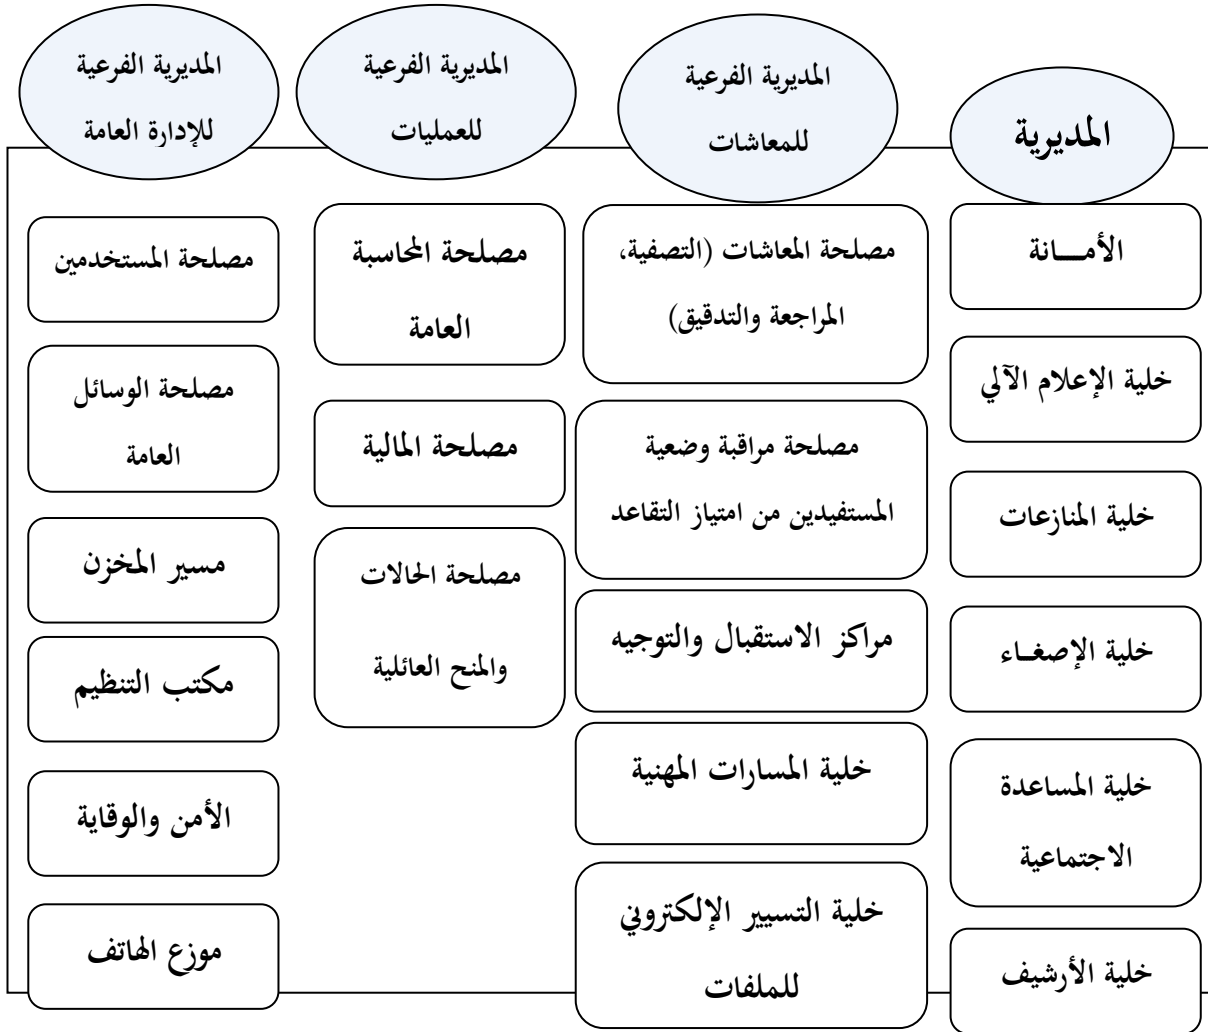 المديرية
الأمـــانة
خلية الإعلام الآلي
خلية المنازعات
خلية الإصغـاء
خلية المساعدة
الاجتماعية
خلية الأرشيف
المديرية الفرعية
للمعاشات
مصلحة المعاشات (التصفية،
المراجعة والتدقيق)
مصلحة مراقبة وضعية
المستفيدين من امتياز التقاعد
مراكز الاستقبال والتوجيه
خلية المسارات المهنية
خلية التسيير الإلكتروني
للملفات
المديرية الفرعية
للعمليات
مصلحة المحاسبة
العامة
مصلحة المالية
مصلحة الحالات
والمنح العائلية
المديرية الفرعية
للإدارة العامة
مصلحة المستخدمين
مصلحة الوسائل
العامة
مسير المخزن
مكتب التنظيم
الأمن والوقاية
موزع الهاتف